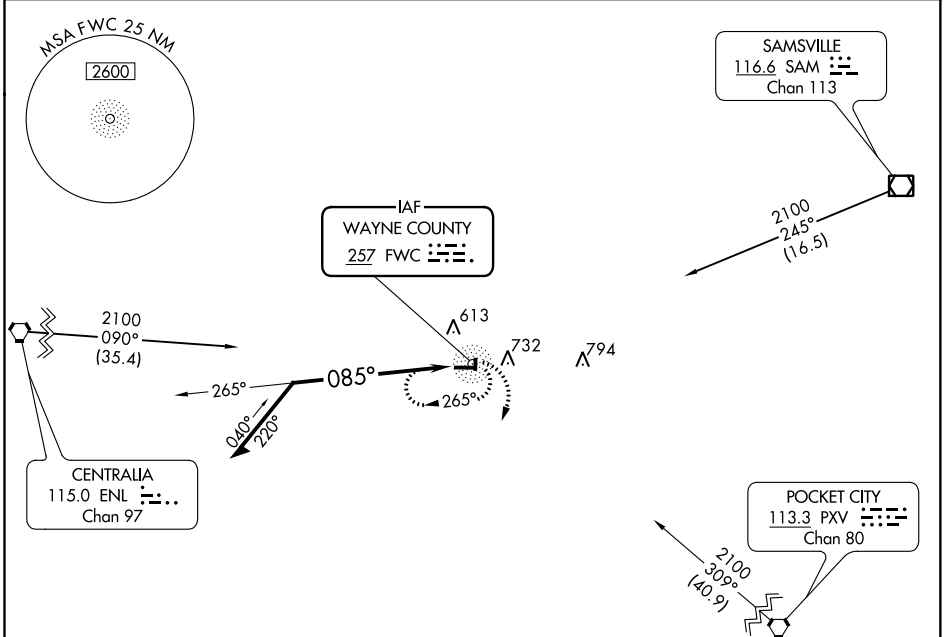 MSA FWC 25 NM
2600
SAMSVILLE
116.6 SAM
Chan 113
2100
245°
(16.5)
IAF
WAYNE COUNTY
257 FWC
613
732
794
2100
090°
(35.4)
265°
085°
265°
040°
220°
CENTRALIA
115.0 ENL
Chan 97
POCKET CITY
113.3 PXV
Chan 80
2100
309°
(40.9)